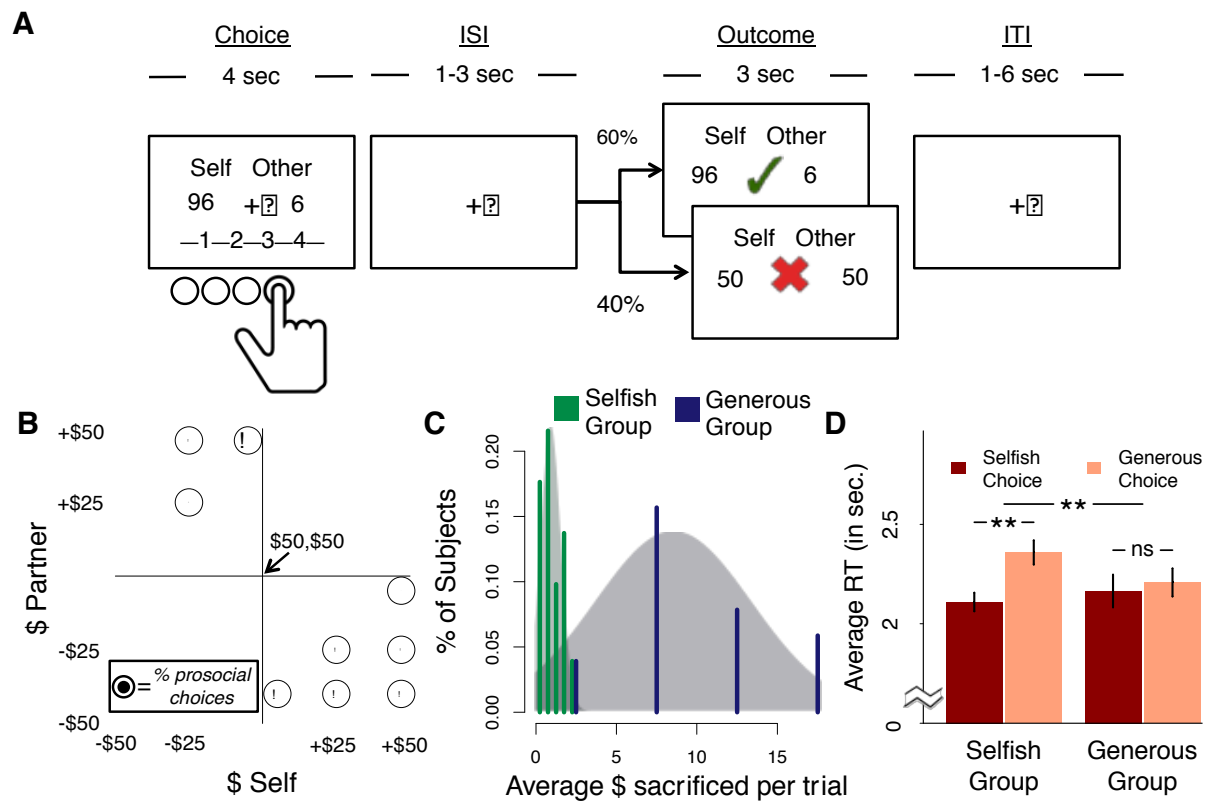 A
Choice ISI Outcome ITI
4 sec 1-3 sec 3 sec 1-6 sec
Self Other
96 +⍰ 6
1 2 3 4
+⍰
60%
40%
Self Other
96 6
Self Other
50 50
+⍰
B
$ Partner
+$50
+$25
-$25
-$50
! !
$50,$50
! !
! ! !
= % prosocial
choices
-$50 -$25 +$25 +$50
$ Self
C
Selfish
Group
Generous
Group
% of Subjects
0.20
0.15
0.10
0.05
0.00
0 5 10 15
Average $ sacrificed per trial
D
Selfish
Choice
Generous
Choice
Average RT (in sec.)
2.5
2
0
**
**
ns
Selfish
Group
Generous
Group